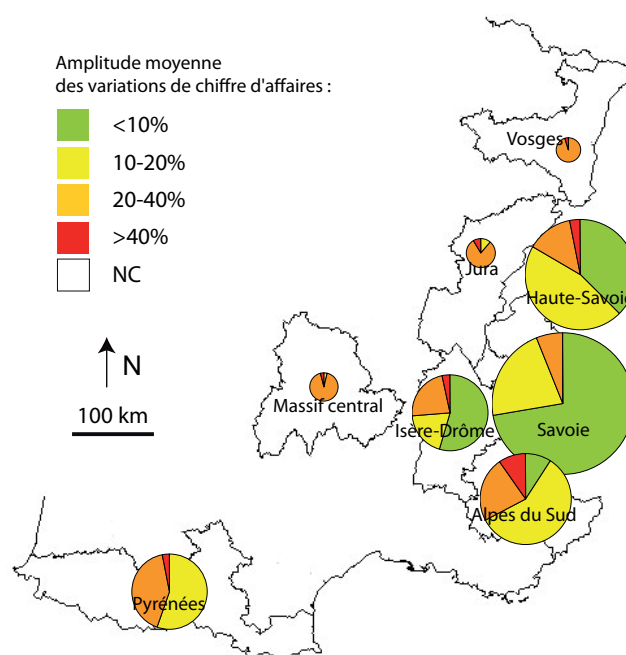 Amplitude moyenne
des variations de chiffre d'affaires :
<10%
10-20%
20-40%
>40%
NC
N
100 km
Vosges
Jura
Haute-Savoie
Massif central
Isère-Drôme
Savoie
Alpes du Sud
Pyrénées